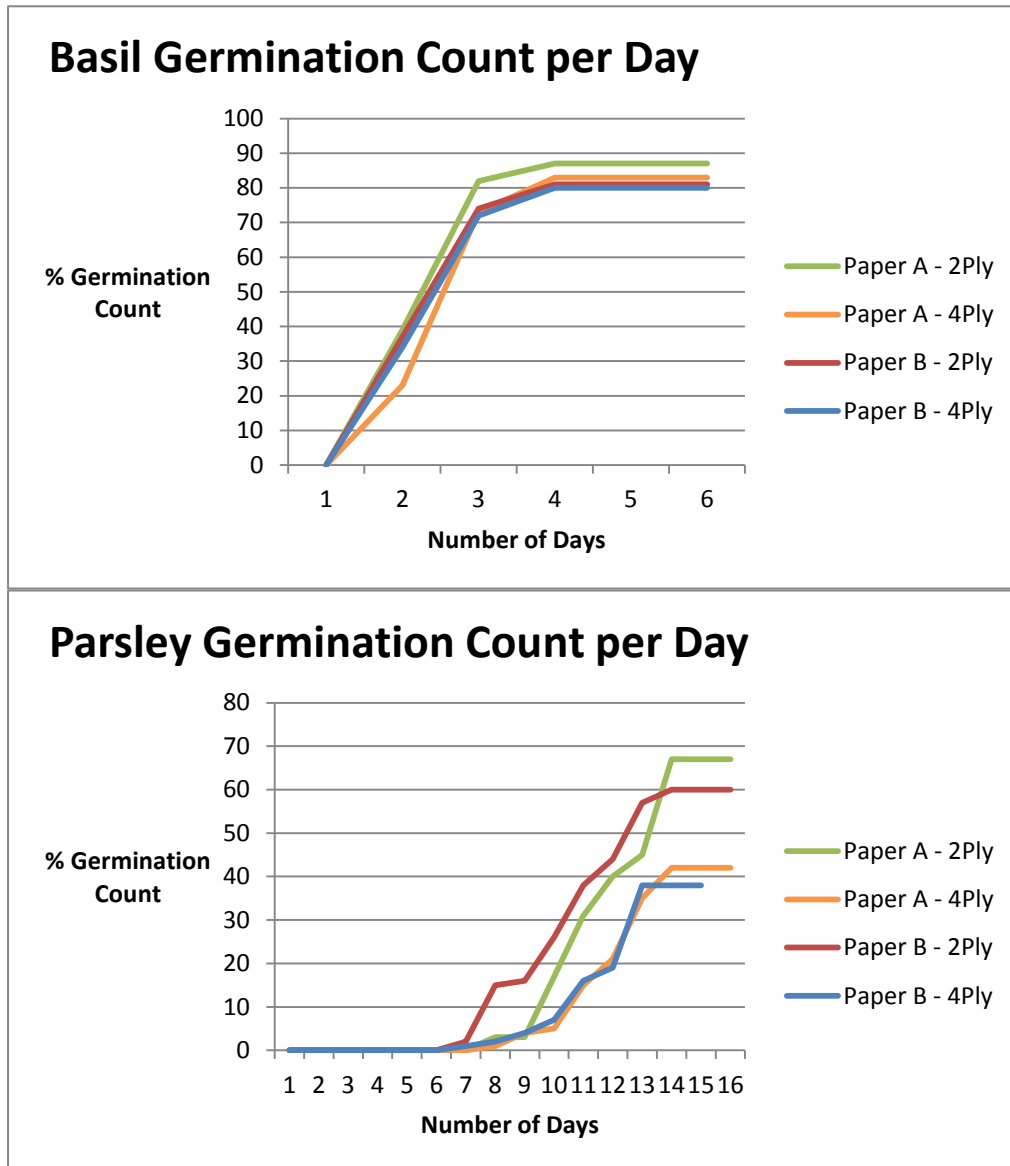 Basil Germination Count per Day
100
90
80
70
60
50
40
30
20
10
0
% Germination
Count
1 2 3 4 5 6
Number of Days
Paper A - 2Ply
Paper A - 4Ply
Paper B - 2Ply
Paper B - 4Ply
Parsley Germination Count per Day
80
70
60
50
40
30
20
10
0
% Germination
Count
1 2 3 4 5 6 7 8 9 10 11 12 13 14 15 16
Number of Days
Paper A - 2Ply
Paper A - 4Ply
Paper B - 2Ply
Paper B - 4Ply